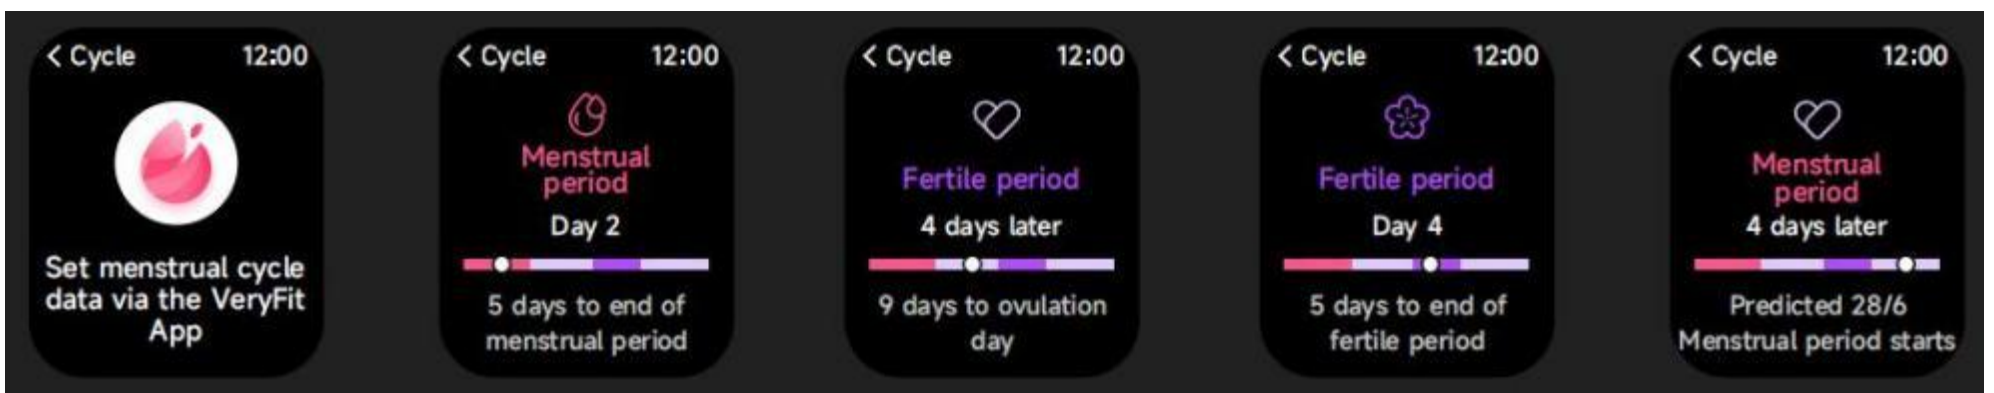 < Cycle 12:00
Set menstrual cycle
data via the VeryFit
App
< Cycle 12:00
Menstrual
period
Day 2
5 days to end of
menstrual period
< Cycle 12:00
Fertile period
4 days later
9 days to ovulation
day
< Cycle 12:00
Fertile period
Day 4
5 days to end of
fertile period
< Cycle 12:00
Menstrual
period
4 days later
Predicted 28/6
Menstrual period starts